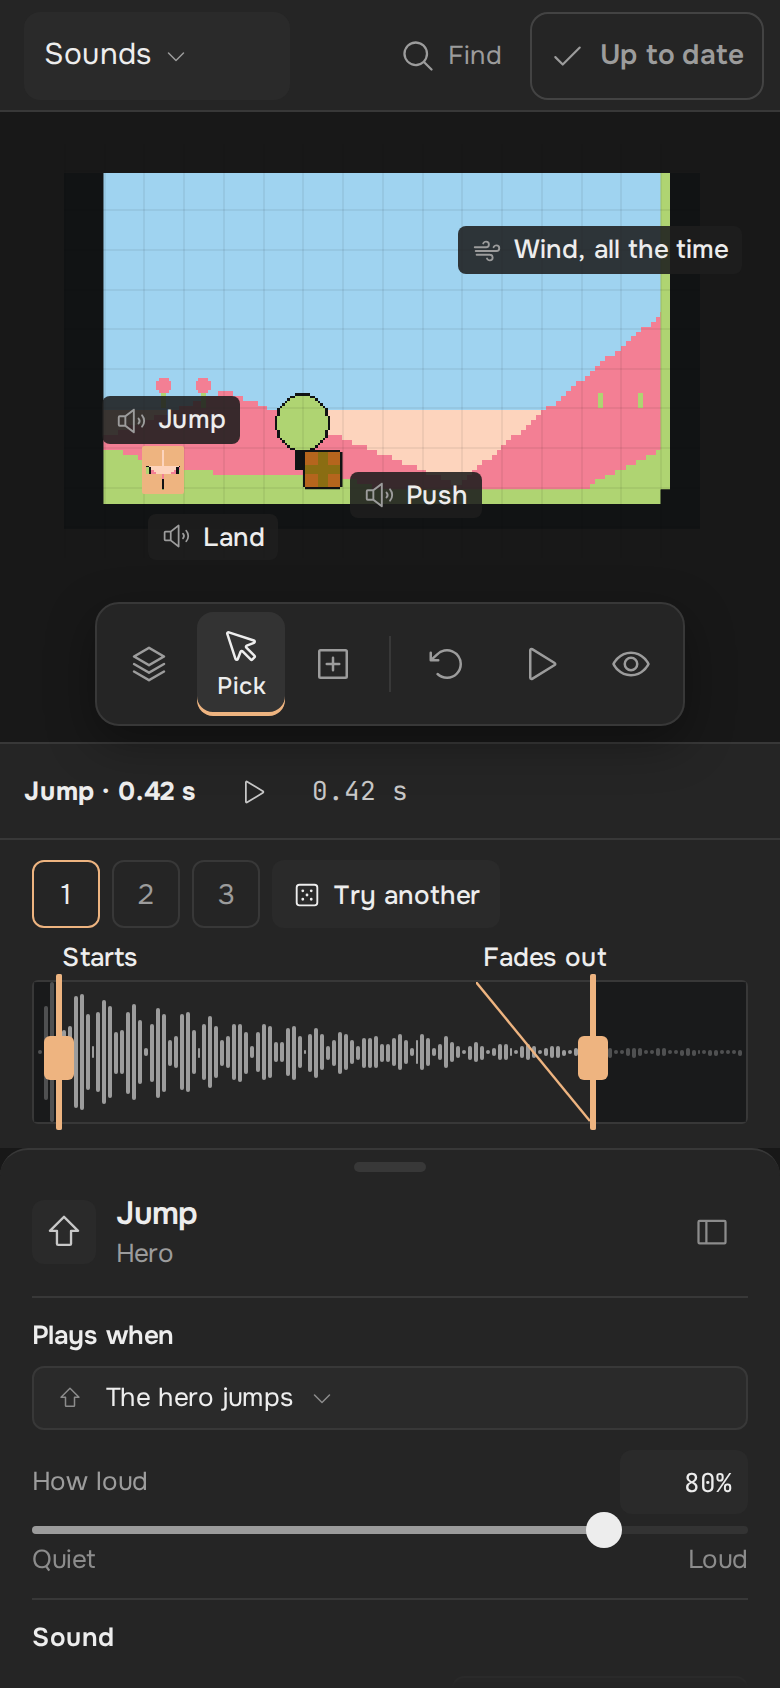 Sounds
Find
Up to date
Wind, all the time
Jump
Push
Land
Pick
Jump · 0.42 s
0.42 s
1
2
3
Try another
Starts
Fades out
Jump
Hero
Plays when
The hero jumps
How loud
80%
Quiet
Loud
Sound